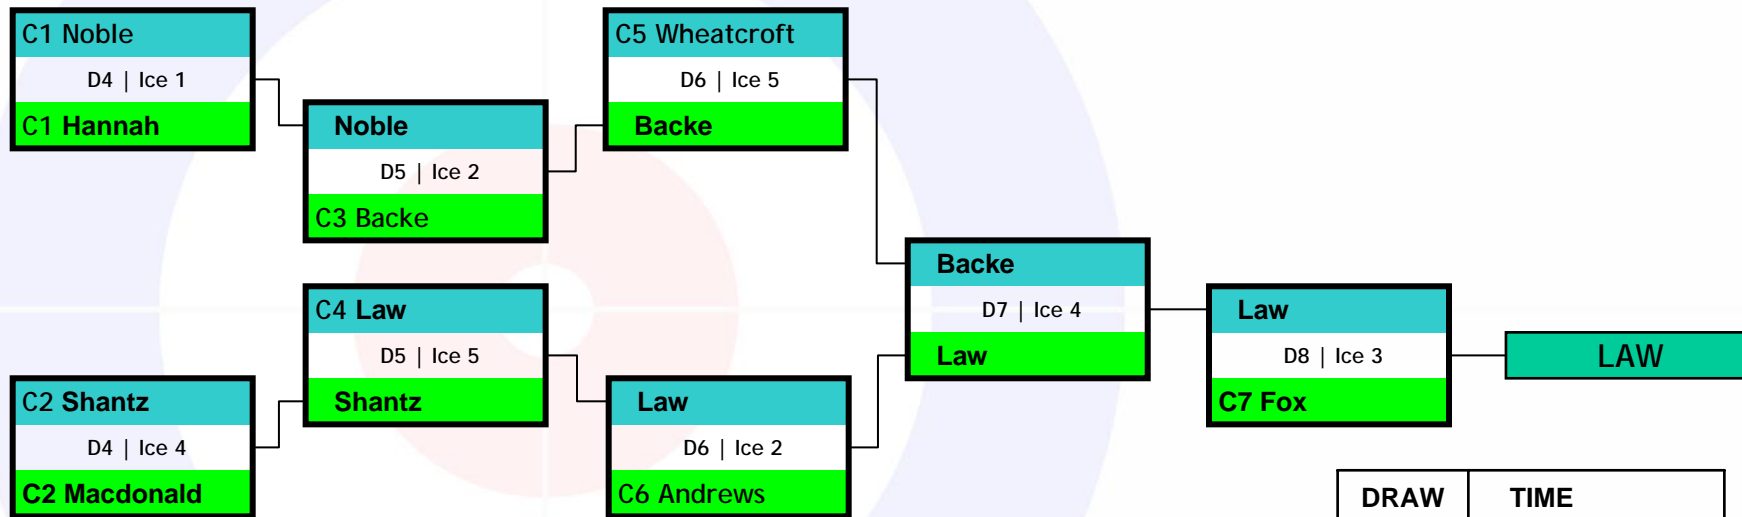 C1 Noble
D4 | Ice 1
C1 Hannah
Noble
D5 | Ice 2
C3 Backe
C5 Wheatcroft
D6 | Ice 5
Backe
C4 Law
D5 | Ice 5
Shantz
C2 Shantz
D4 | Ice 4
C2 Macdonald
Law
D6 | Ice 2
C6 Andrews
Backe
D7 | Ice 4
Law
Law
D8 | Ice 3
C7 Fox
LAW
DRAW TIME